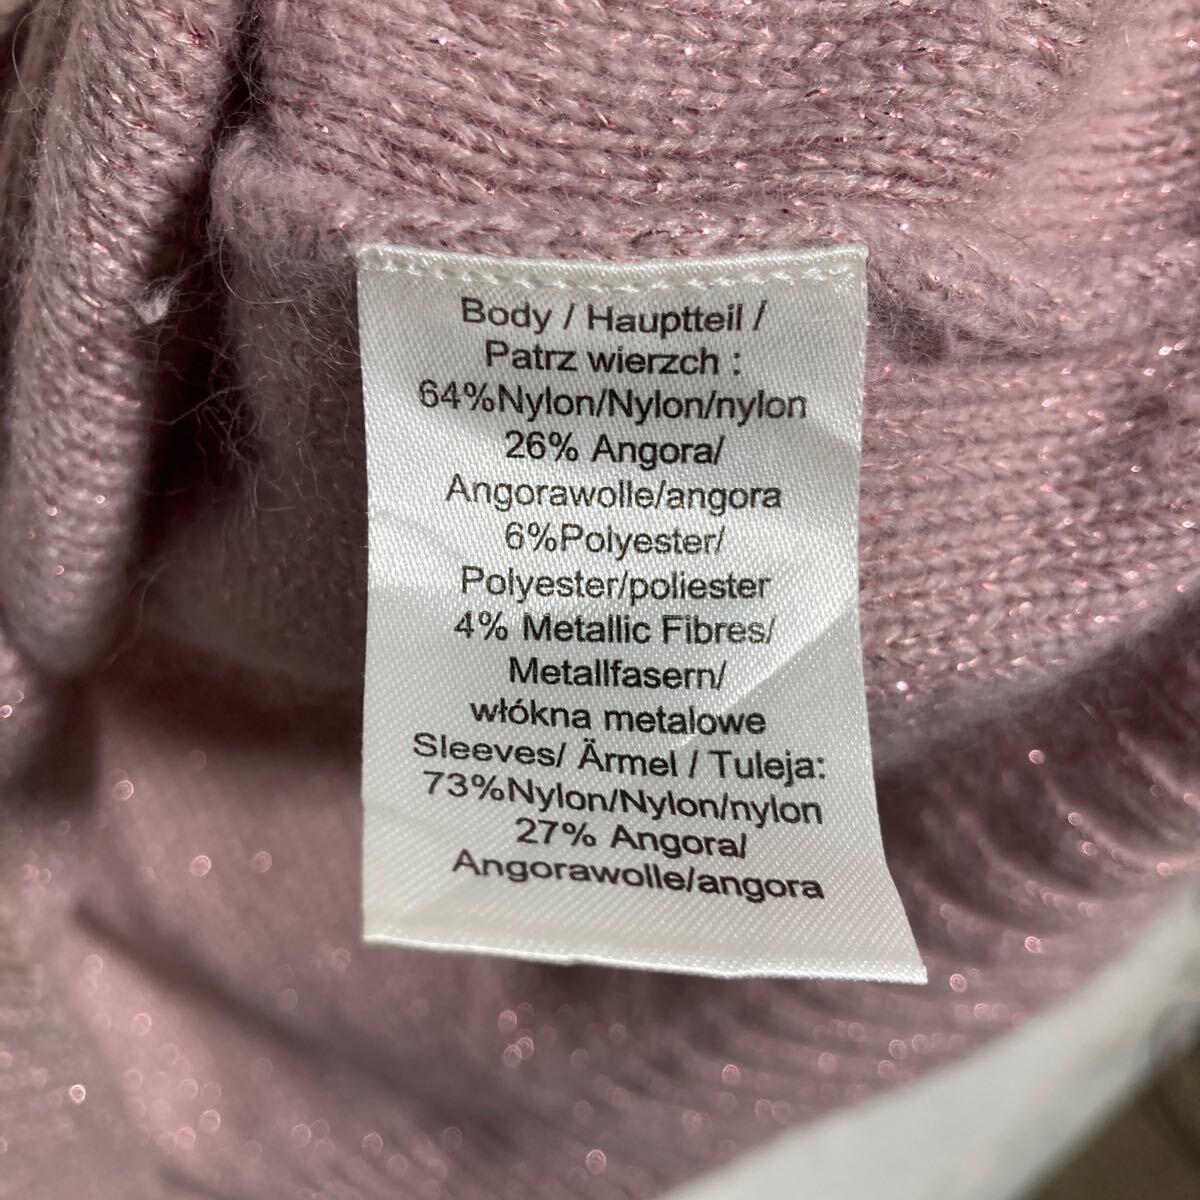 Body / Hauptteil /
Patrz wierzch :
64%Nylon/Nylon/nylon
26% Angora/
Angorawolle/angora
6%Polyester/
Polyester/poliester
4% Metallic Fibres/
Metallfasern/
włókna metalowe
Sleeves/ Ärmel / Tuleja:
73%Nylon/Nylon/nylon
27% Angora/
Angorawolle/angora